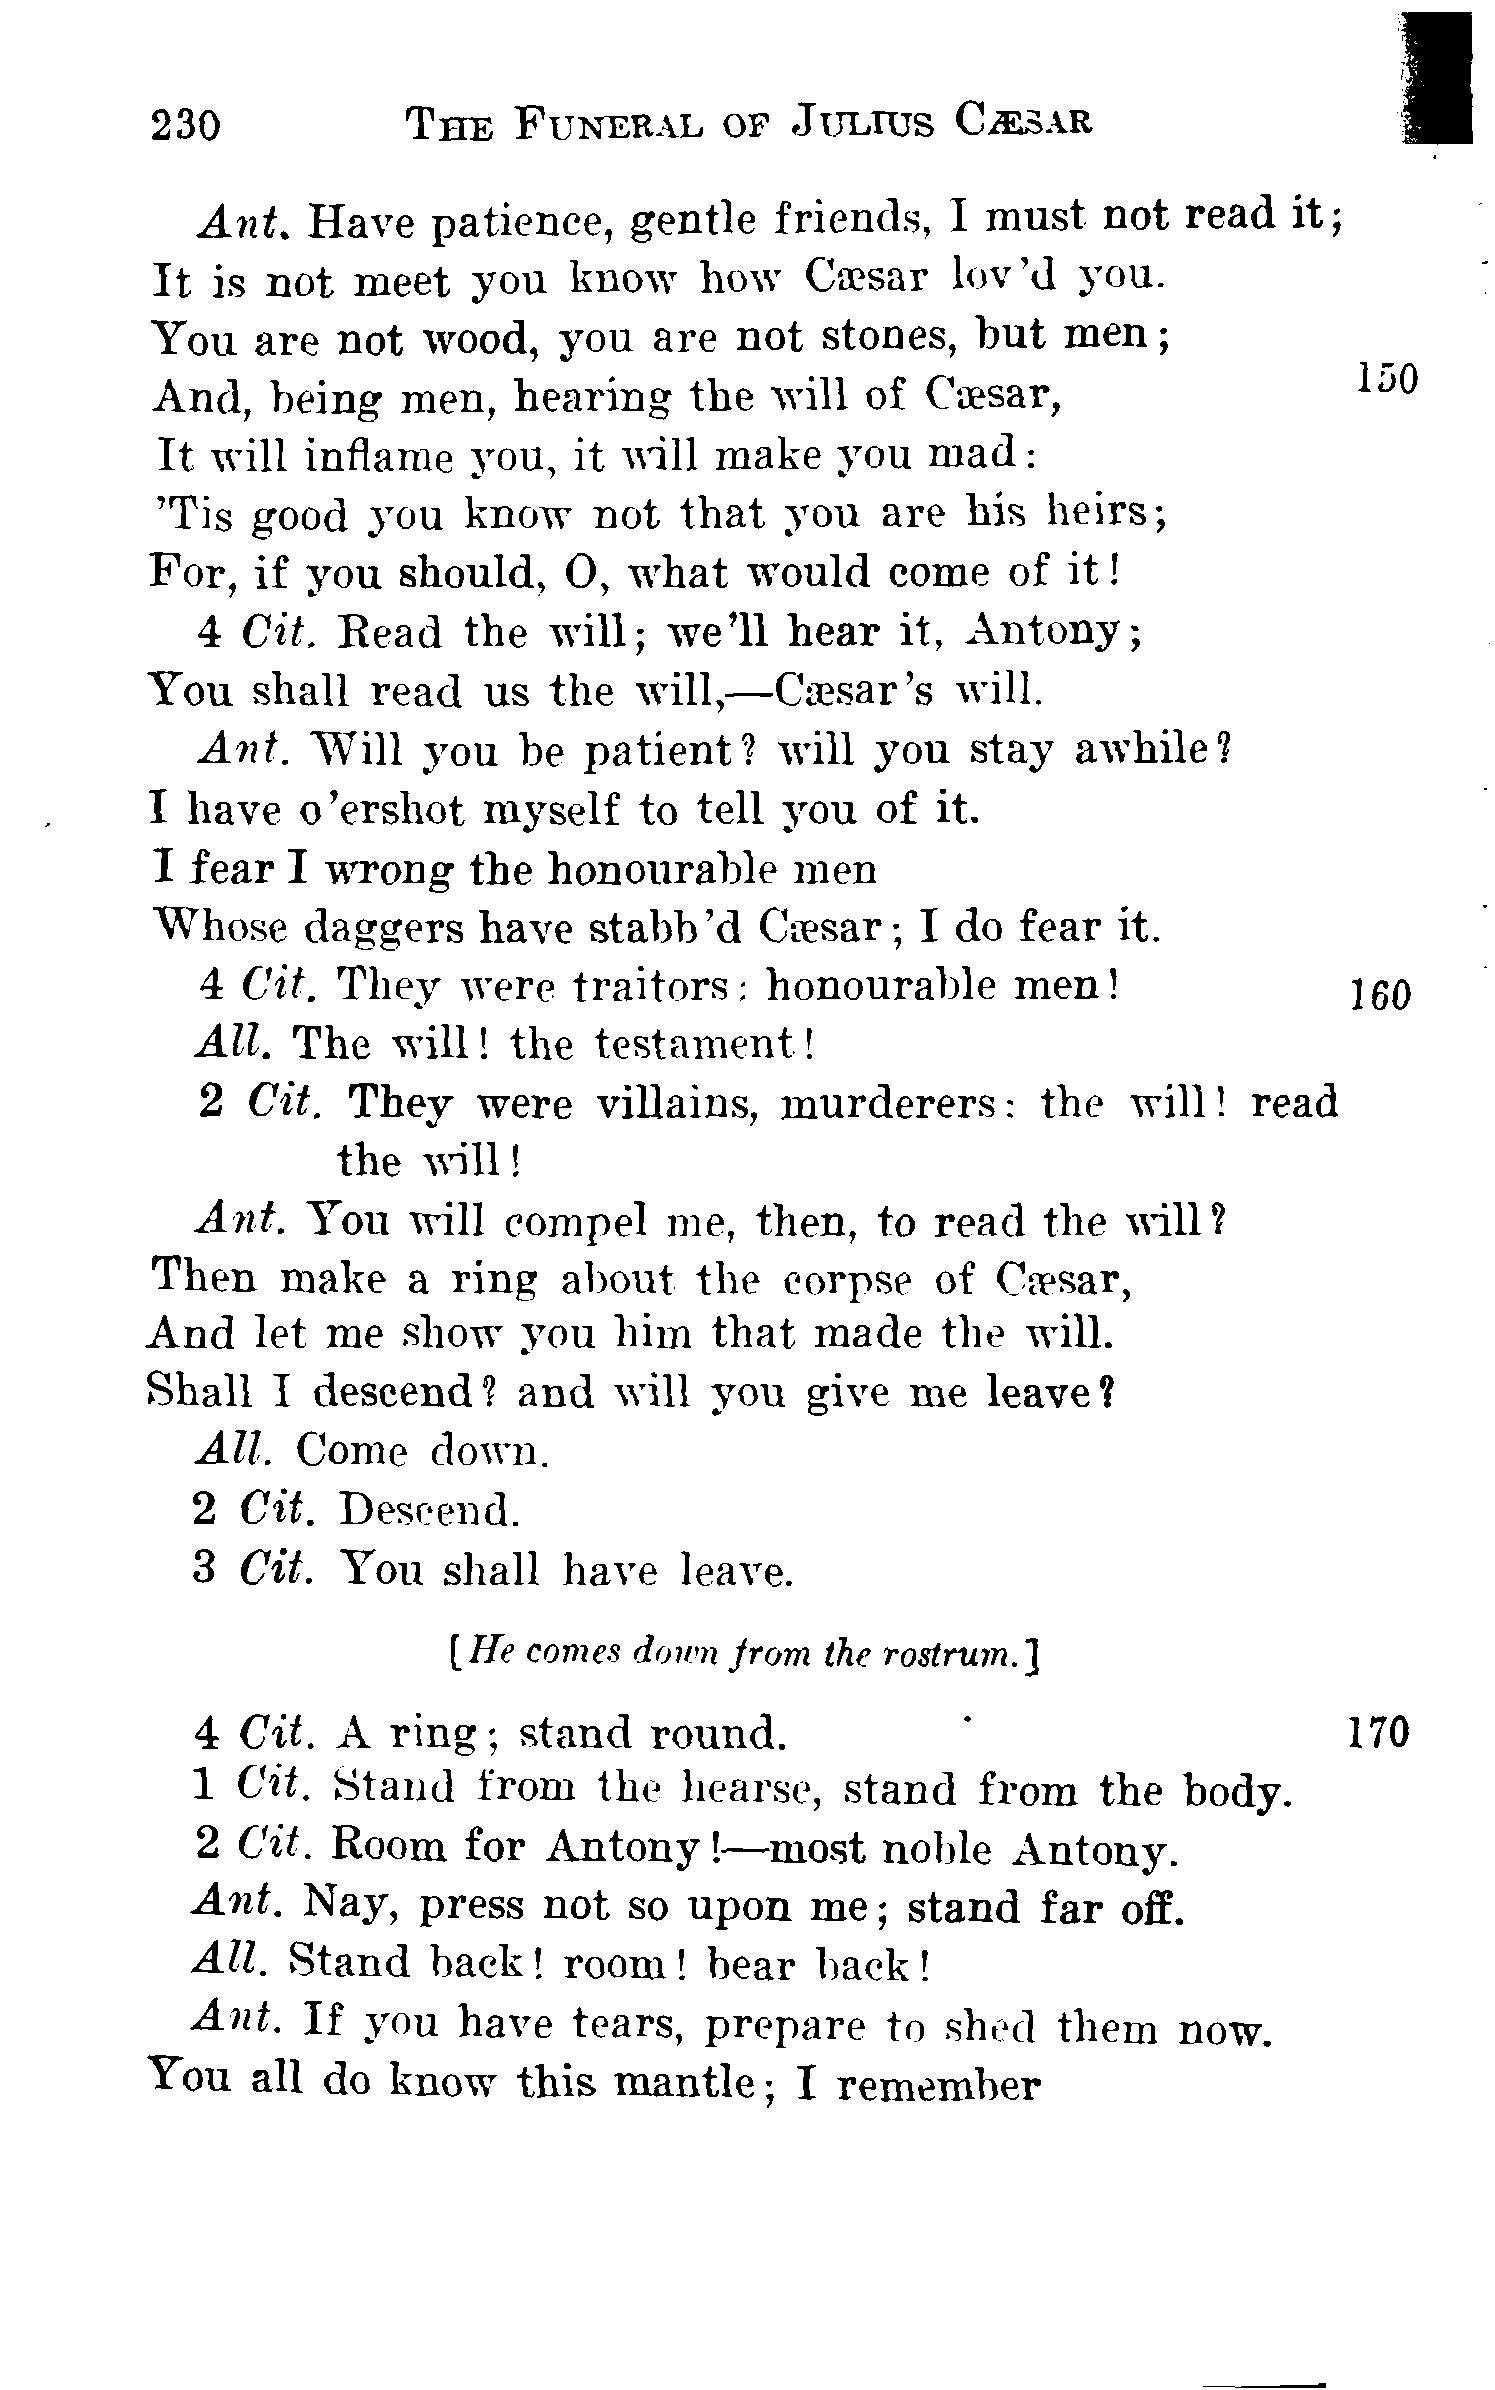 230 THE FUNERAL OF JULIUS CÆSAR
Ant. Have patience, gentle friends, I must not read it;
It is not meet you know how Cæsar lov'd you.
You are not wood, you are not stones, but men;
And, being men, hearing the will of Cæsar, 150
It will inflame you, it will make you mad:
'Tis good you know not that you are his heirs;
For, if you should, O, what would come of it!
4 Cit. Read the will; we'll hear it, Antony;
You shall read us the will,—Cæsar's will.
Ant. Will you be patient? will you stay awhile?
I have o'ershot myself to tell you of it.
I fear I wrong the honourable men
Whose daggers have stabb'd Cæsar; I do fear it.
4 Cit. They were traitors: honourable men! 160
All. The will! the testament!
2 Cit. They were villains, murderers: the will! read
the will!
Ant. You will compel me, then, to read the will?
Then make a ring about the corpse of Cæsar,
And let me show you him that made the will.
Shall I descend? and will you give me leave?
All. Come down.
2 Cit. Descend.
3 Cit. You shall have leave.
[He comes down from the rostrum.]
4 Cit. A ring; stand round. 170
1 Cit. Stand from the hearse, stand from the body.
2 Cit. Room for Antony!—most noble Antony.
Ant. Nay, press not so upon me; stand far off.
All. Stand back! room! bear back!
Ant. If you have tears, prepare to shed them now.
You all do know this mantle; I remember